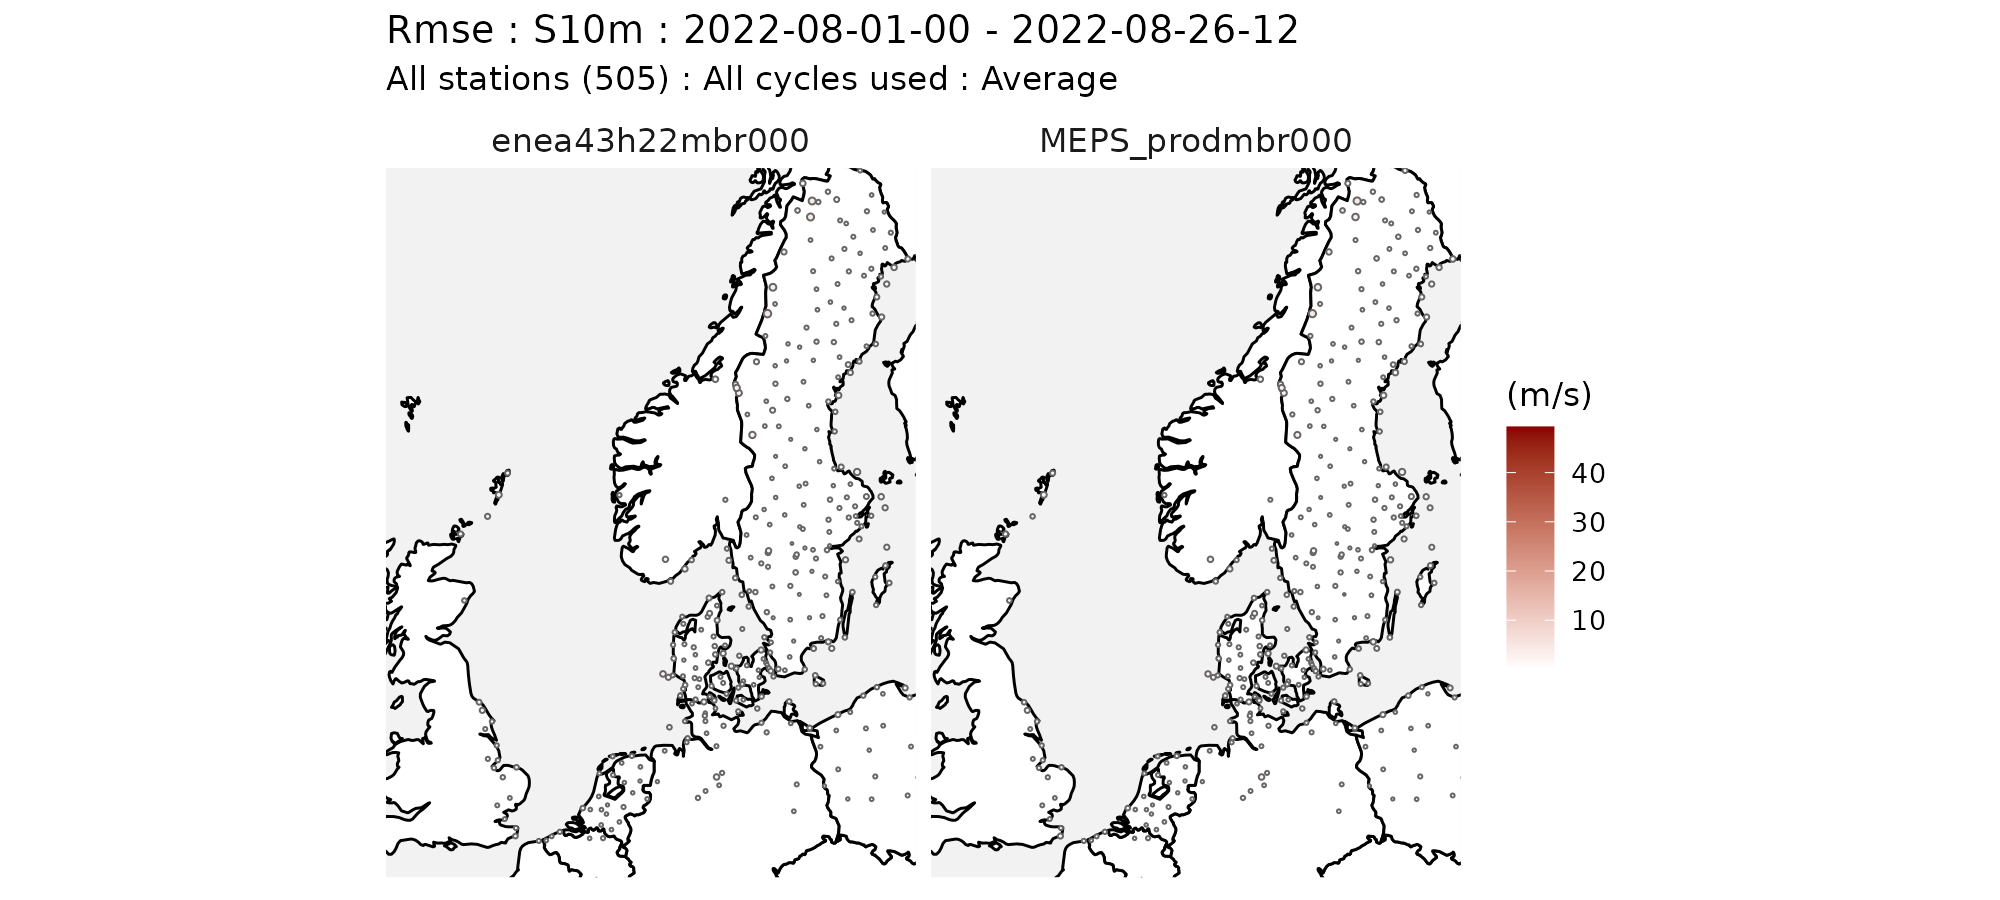 Rmse : S10m : 2022-08-01-00 - 2022-08-26-12
All stations (505) : All cycles used : Average
enea43h22mbr000
MEPS_prodmbr000
(m/s)
40
30
20
10